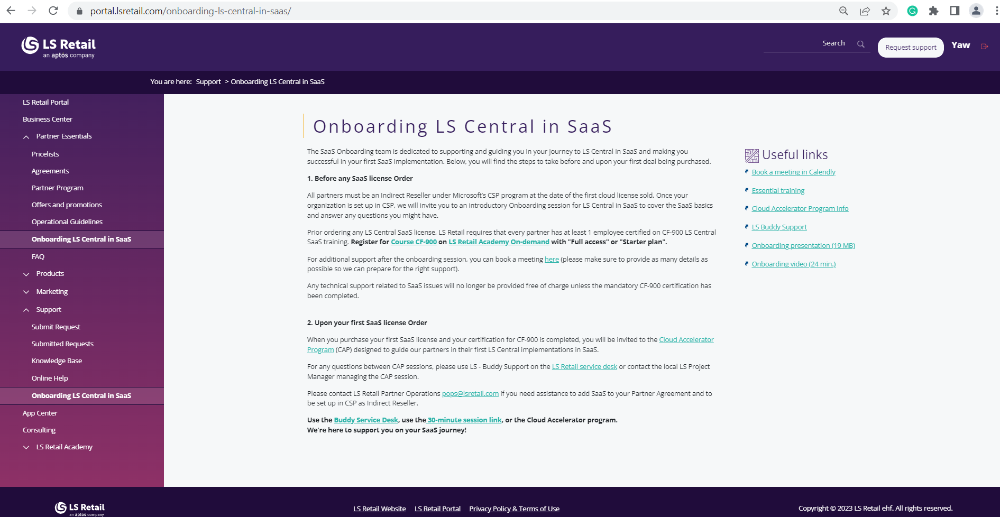 portal.lsretail.com/onboarding-ls-central-in-saas/
LS Retail
an aptos company
Search
Request support
Yaw
You are here: Support > Onboarding LS Central in SaaS
LS Retail Portal
Business Center
Partner Essentials
Pricelists
Agreements
Partner Program
Offers and promotions
Operational Guidelines
Onboarding LS Central in SaaS
FAQ
Products
Marketing
Support
Submit Request
Submitted Requests
Knowledge Base
Online Help
Onboarding LS Central in SaaS
App Center
Consulting
LS Retail Academy
Onboarding LS Central in SaaS
The SaaS Onboarding team is dedicated to supporting and guiding you in your journey to LS Central in SaaS and making you
successful in your first SaaS implementation. Below, you will find the steps to take before and upon your first deal being purchased.
1. Before any SaaS license Order
All partners must be an Indirect Reseller under Microsoft's CSP program at the date of the first cloud license sold. Once your
organization is set up in CSP, we will invite you to an introductory Onboarding session for LS Central in SaaS to cover the SaaS basics
and answer any questions you might have.
Prior ordering any LS Central SaaS license, LS Retail requires that every partner has at least 1 employee certified on CF-900 LS Central
SaaS training. Register for Course CF-900 on LS Retail Academy On-demand with "Full access" or "Starter plan".
For additional support after the onboarding session, you can book a meeting here (please make sure to provide as many details as
possible so we can prepare for the right support).
Any technical support related to SaaS issues will no longer be provided free of charge unless the mandatory CF-900 certification has
been completed.
2. Upon your first SaaS license Order
When you purchase your first SaaS license and your certification for CF-900 is completed, you will be invited to the Cloud Accelerator
Program (CAP) designed to guide our partners in their first LS Central implementations in SaaS.
For any questions between CAP sessions, please use LS - Buddy Support on the LS Retail service desk or contact the local LS Project
Manager managing the CAP session.
Please contact LS Retail Partner Operations pops@lsretail.com if you need assistance to add SaaS to your Partner Agreement and to
be set up in CSP as Indirect Reseller.
Use the Buddy Service Desk, use the 30-minute session link, or the Cloud Accelerator program.
We're here to support you on your SaaS journey!
Useful links
Book a meeting in Calendly
Essential training
Cloud Accelerator Program info
LS Buddy Support
Onboarding presentation (19 MB)
Onboarding video (24 min.)
LS Retail
an aptos company
LS Retail Website LS Retail Portal Privacy Policy & Terms of Use
Copyright © 2023 LS Retail ehf. All rights reserved.